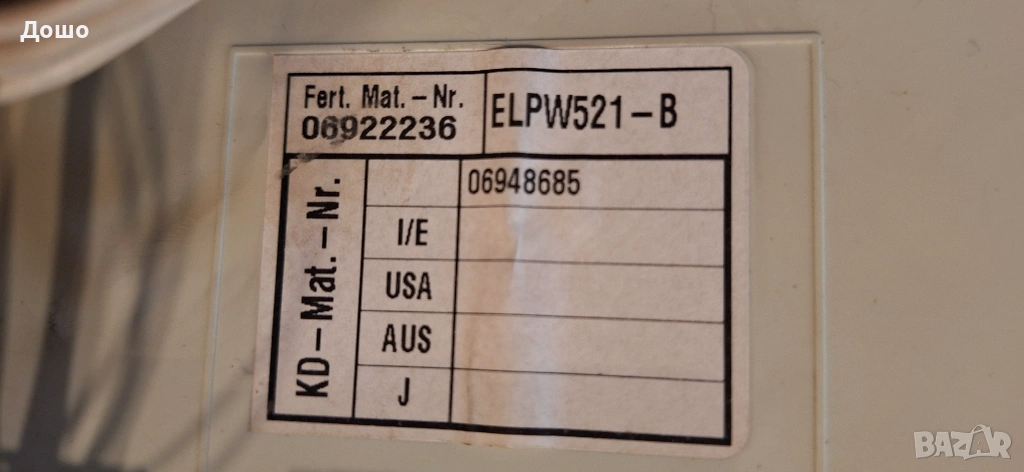 Дошо
Fert. Mat.-Nr.
06922236
ELPW521-B
KD-Mat.-Nr.
06948685
I/E
USA
AUS
J
BAZAR